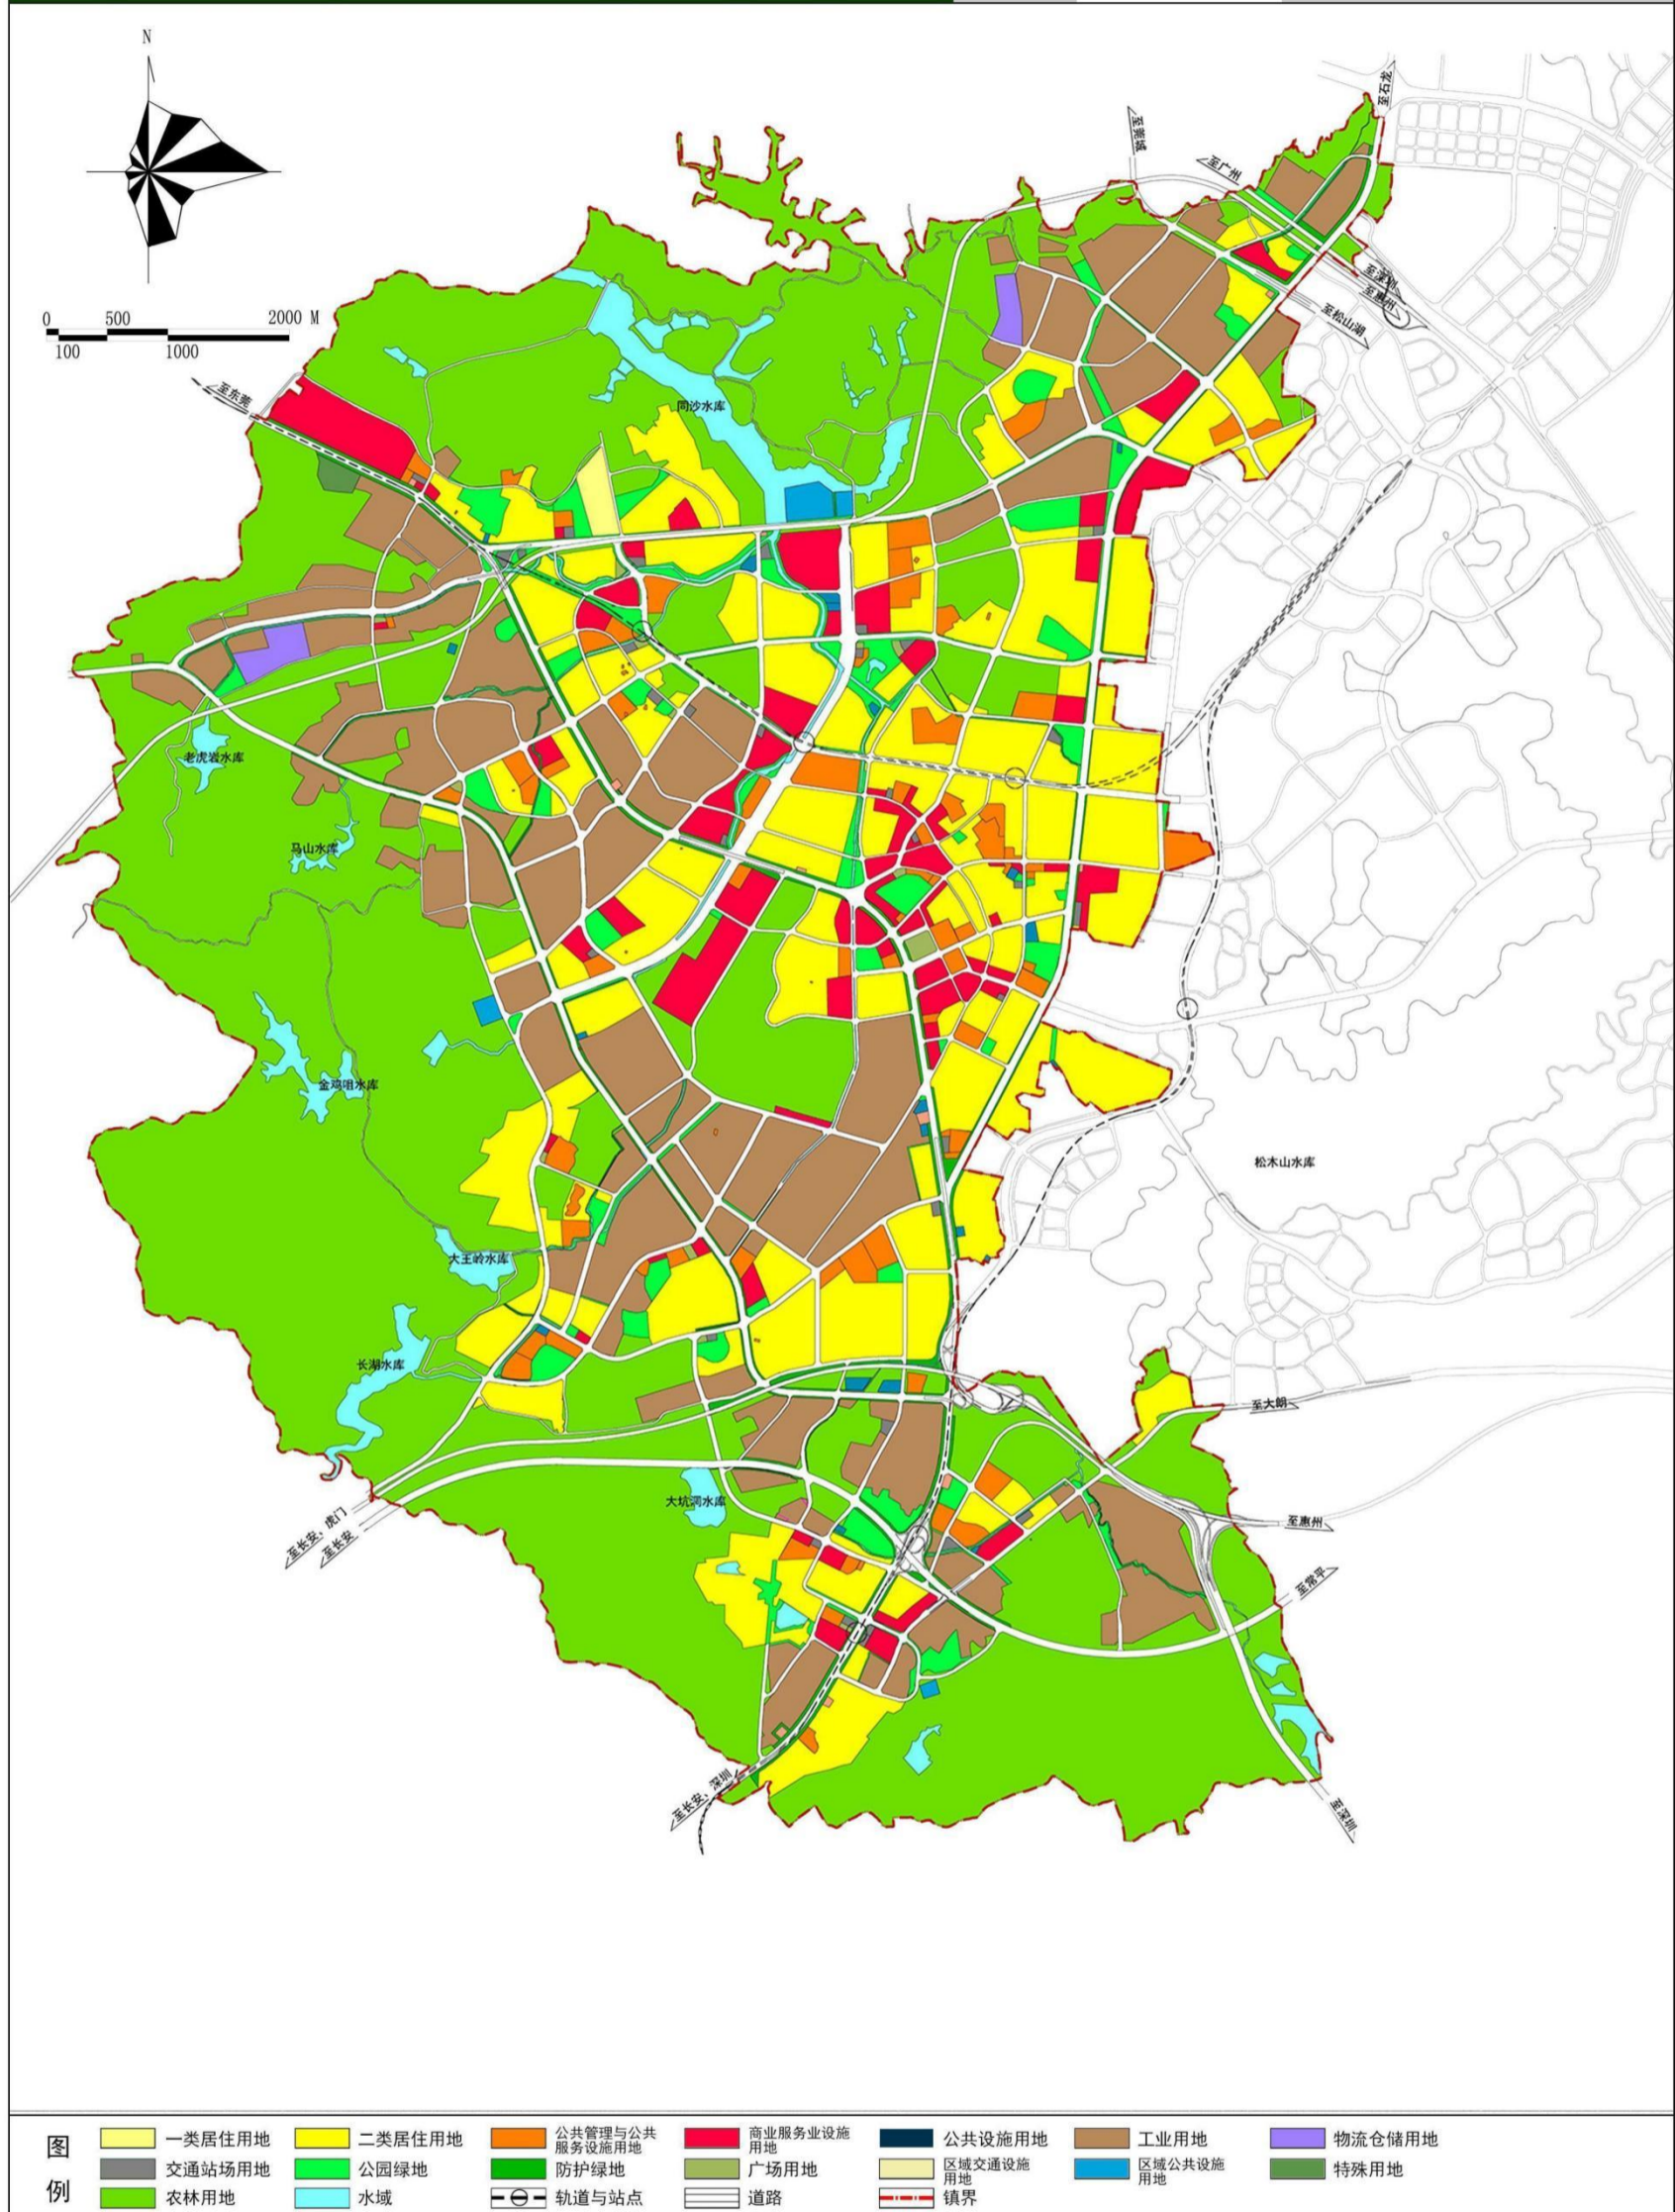 N
0 500 2000 M
100 1000
至石龙
至莞城
至广州
至深圳
至惠州
至松山湖
至东莞
同沙水库
老虎岩水库
马山水库
金鸡咀水库
松木山水库
大王岭水库
长湖水库
至大朗
大坑洞水库
至长安，虎门
至长安
至惠州
至常平
至长安，深圳
至深圳
图例
一类居住用地
二类居住用地
公共管理与公共
服务设施用地
商业服务业设施
用地
公共设施用地
工业用地
物流仓储用地
交通站场用地
公园绿地
防护绿地
广场用地
区域交通设施
用地
区域公共设施
用地
特殊用地
农林用地
水域
轨道与站点
道路
镇界